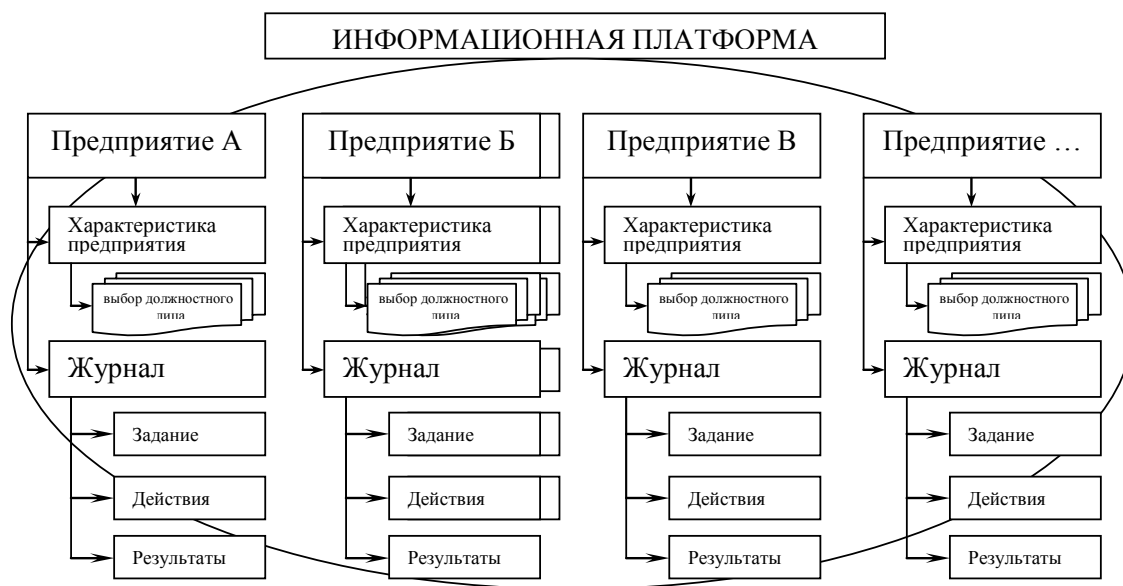 ИНФОРМАЦИОННАЯ ПЛАТФОРМА
Предприятие А
Характеристика
предприятия
выбор должностного
лица
Журнал
Задание
Действия
Результаты
Предприятие Б
Характеристика
предприятия
выбор должностного
лица
Журнал
Задание
Действия
Результаты
Предприятие В
Характеристика
предприятия
выбор должностного
лица
Журнал
Задание
Действия
Результаты
Предприятие …
Характеристика
предприятия
выбор должностного
лица
Журнал
Задание
Действия
Результаты